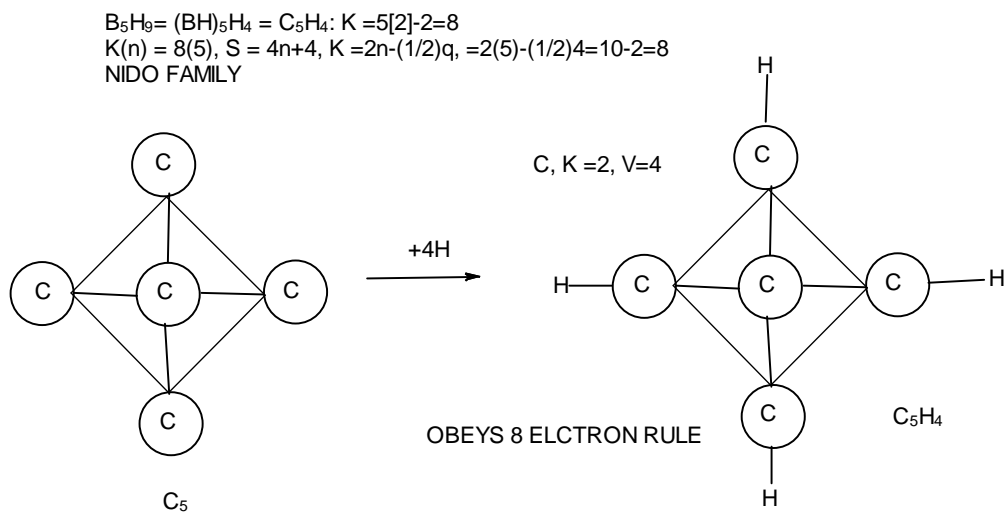 B₅H₉= (BH)₅H₄ = C₅H₄: K =5[2]-2=8
K(n) = 8(5), S = 4n+4, K =2n-(1/2)q, =2(5)-(1/2)4=10-2=8
NIDO FAMILY
H
C
C
C, K =2, V=4
+4H
C
C
C
H
C
C
C
H
C
C
OBEYS 8 ELCTRON RULE
C₅H₄
C₅
H